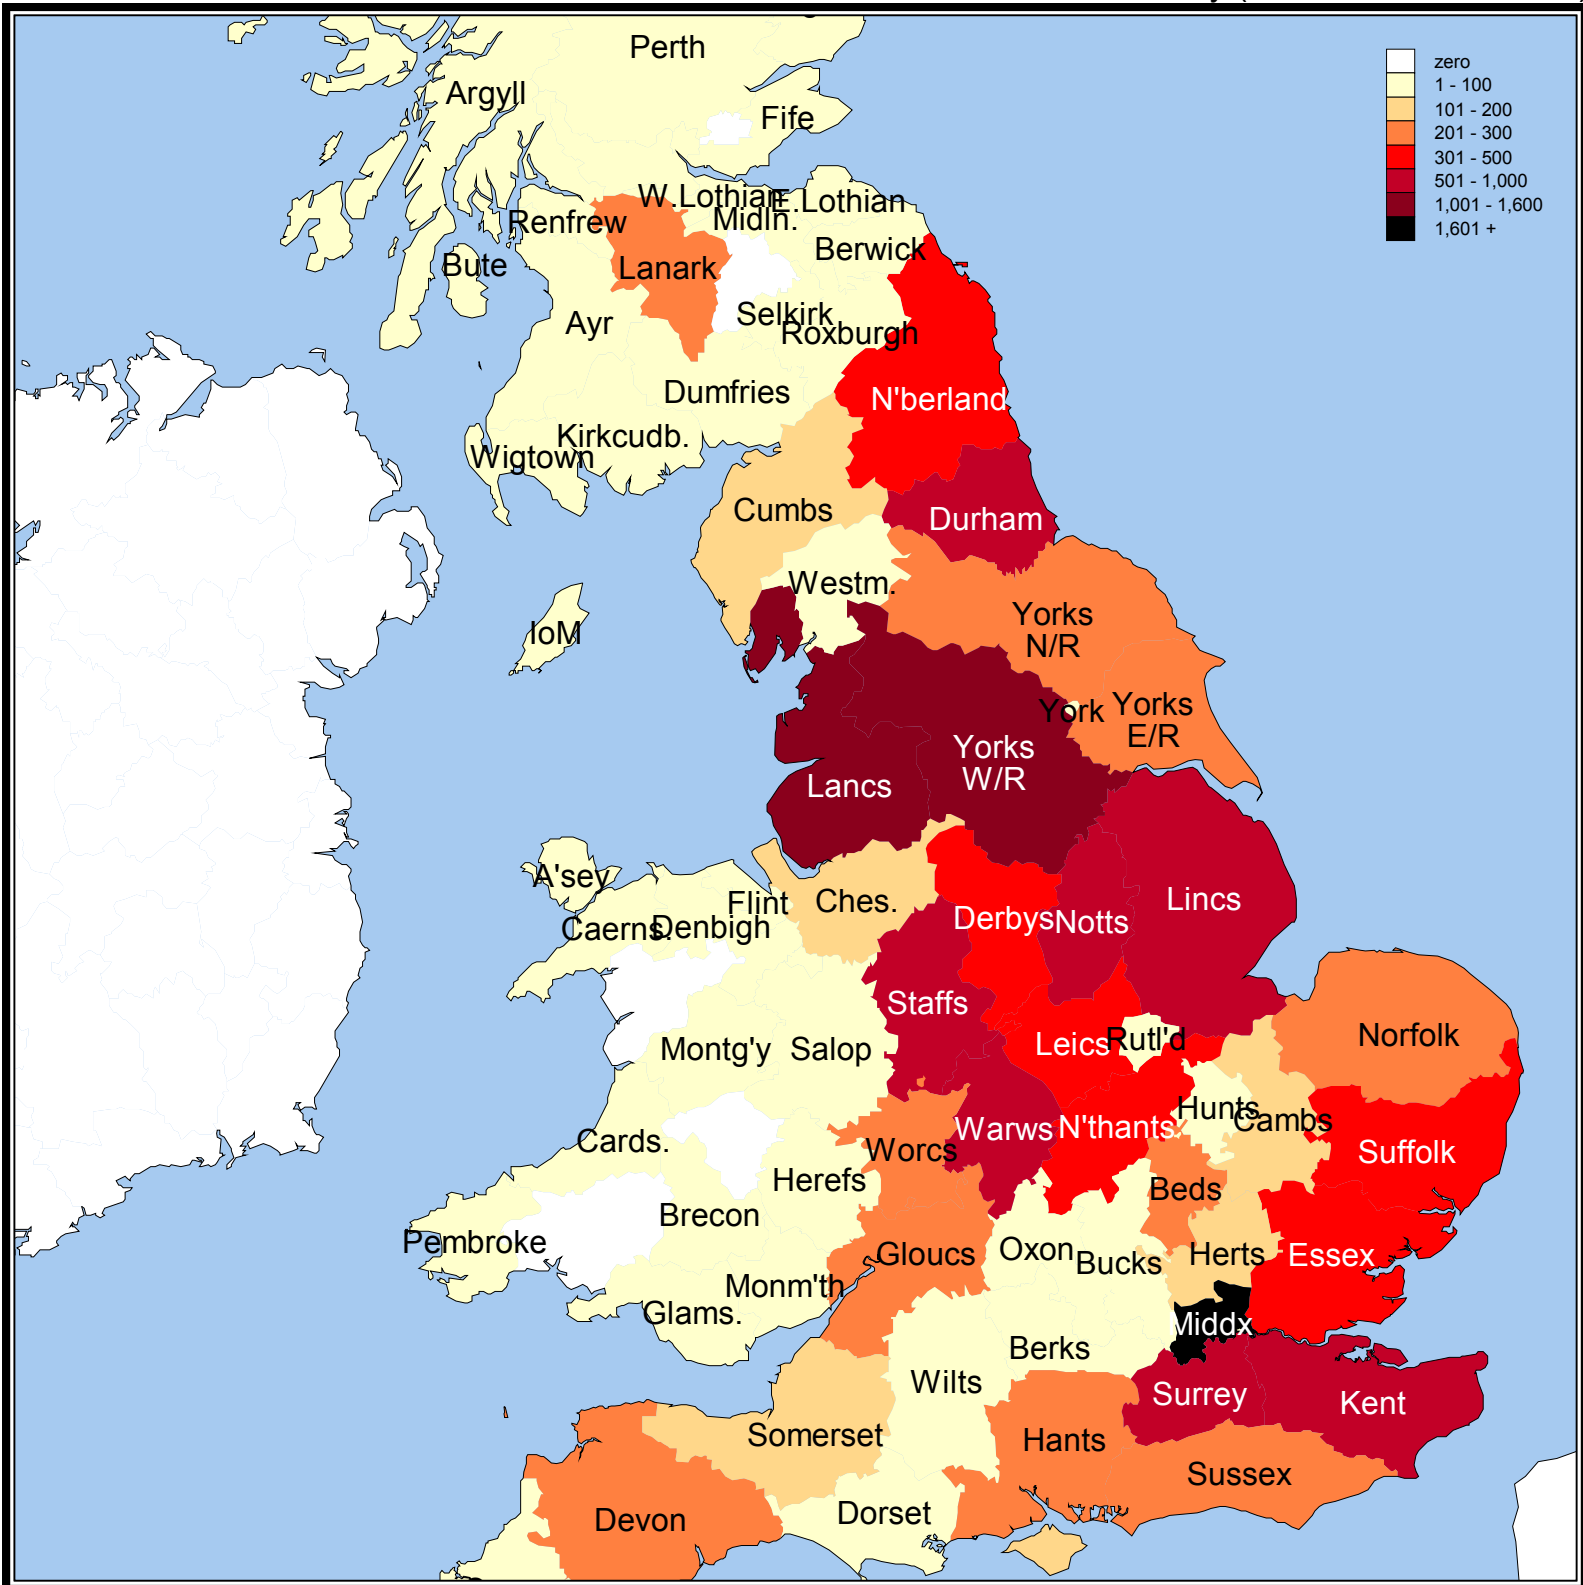 zero
1 - 100
101 - 200
201 - 300
301 - 500
501 - 1,000
1,001 - 1,600
1,601 +
Perth
Argyll
Fife
W.Lothian
E.Lothian
Midln.
Renfrew
Berwick
Bute
Lanark
Selkirk
Ayr
Roxburgh
Dumfries
N'berland
Kirkcudb.
Wigtown
Cumbs
Durham
Westm.
IoM
Yorks
N/R
York
Yorks
E/R
Yorks
W/R
Lancs
A'sey
Flint
Ches.
Lincs
Caerns.
Denbigh
Derbys
Notts
Staffs
Norfolk
Montg'y
Salop
Leics
Rutl'd
Hunts
Cambs
Cards.
Worcs
Warws
N'thants
Suffolk
Herefs
Beds
Brecon
Pembroke
Gloucs
Oxon
Bucks
Herts
Essex
Monm'th
Glams.
Middx
Berks
Wilts
Surrey
Kent
Somerset
Hants
Sussex
Devon
Dorset